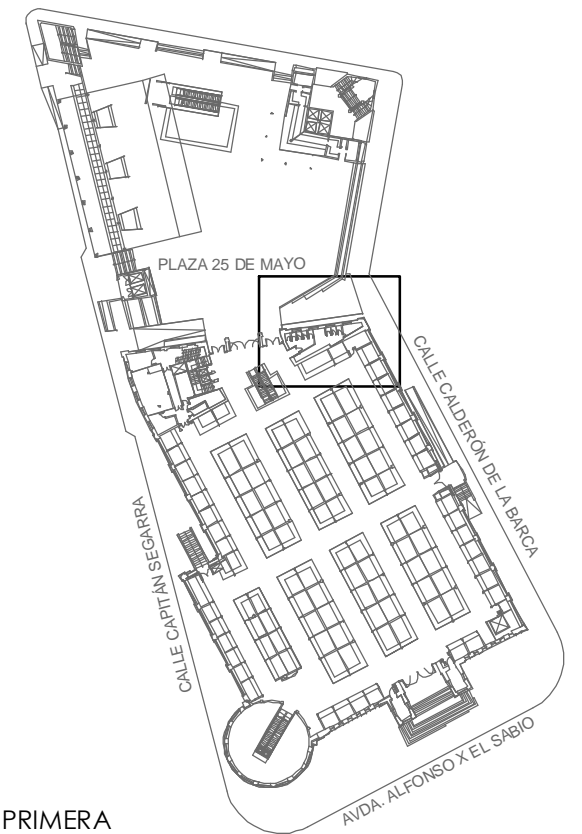 PLAZA 25 DE MAYO
CALLE CALDERÓN DE LA BARCA
CALLE CAPITÁN SEGARRA
AVDA. ALFONSO X EL SABIO
PRIMERA